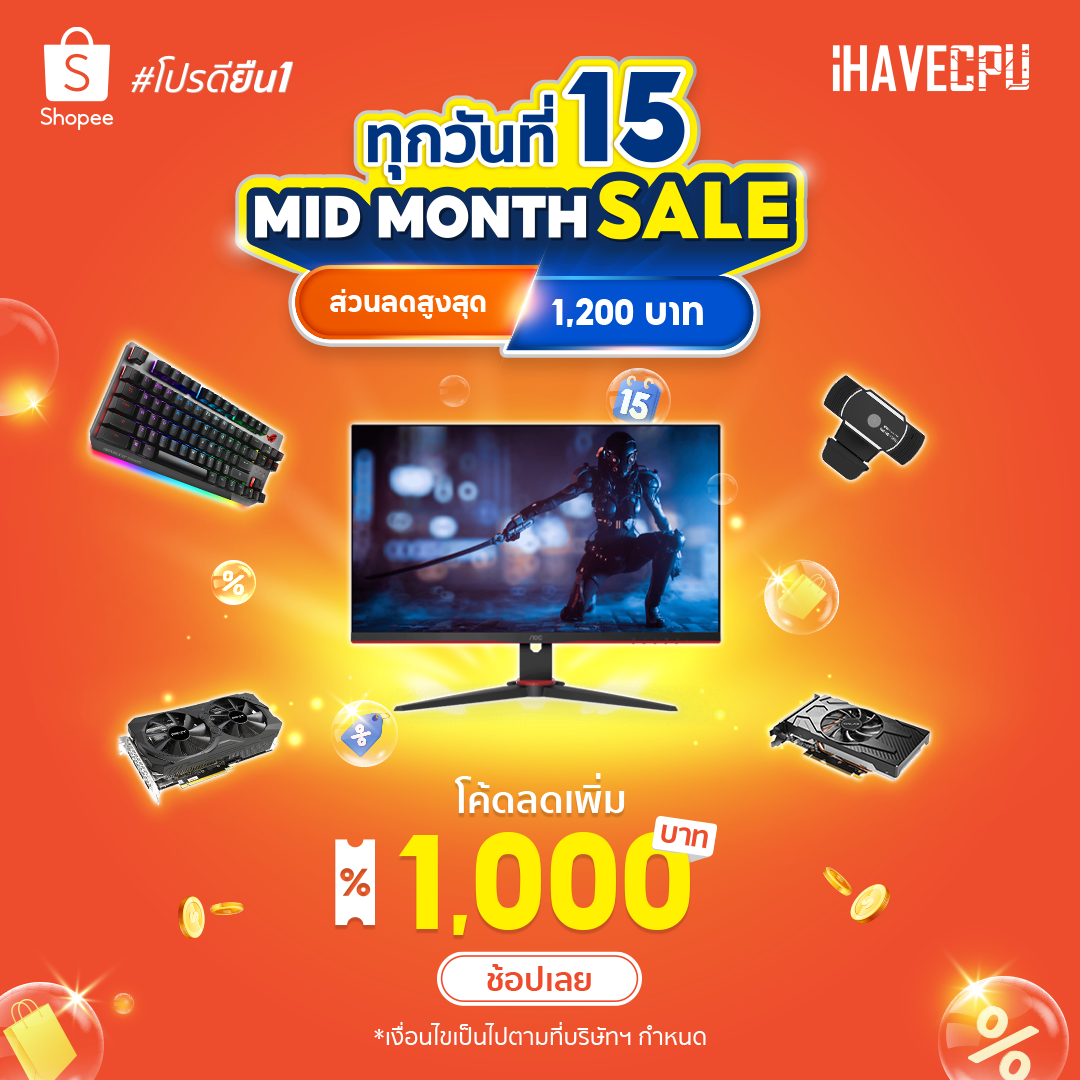 Shopee
#โปรดียืน1
iHAVECPU
ทุกวันที่ 15
MID MONTH SALE
ส่วนลดสูงสุด 1,200 บาท
15
%
AOC
%
โค้ดลดเพิ่ม
% 1,000 บาท
ช้อปเลย
*เงื่อนไขเป็นไปตามที่บริษัทฯ กำหนด
%